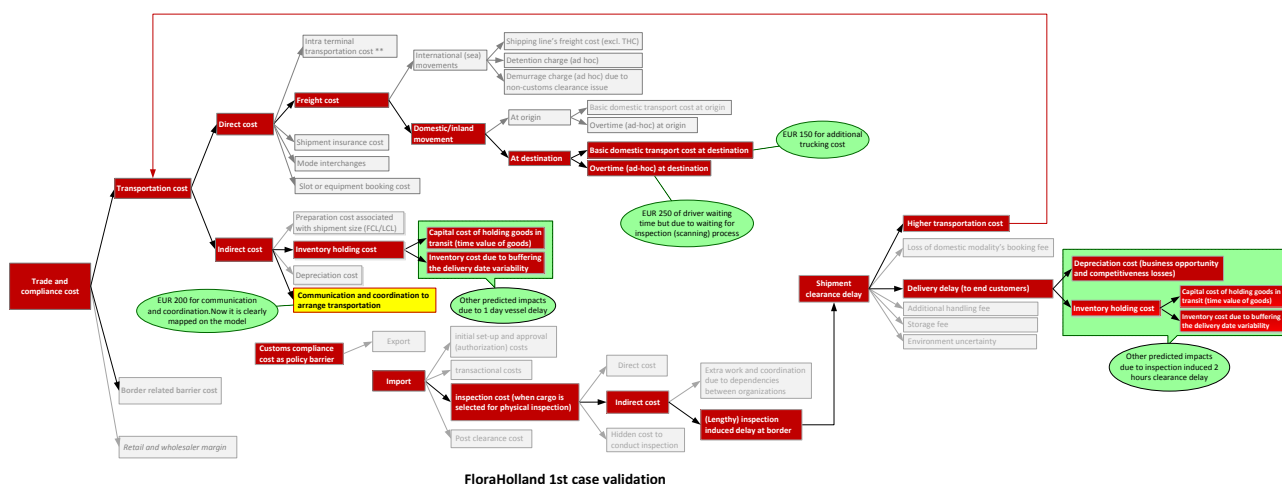 Intra terminal
transportation cost **
Freight cost
International (sea)
movements
Shipping line's freight cost (excl. THC)
Detention charge (ad hoc)
Demurrage charge (ad hoc) due to
non-customs clearance issue
Direct cost
Domestic/inland
movement
At origin
Basic domestic transport cost at origin
Overtime (ad-hoc) at origin
Shipment insurance cost
Mode interchanges
Slot or equipment booking cost
At destination
Basic domestic transport cost at destination
Overtime (ad-hoc) at destination
EUR 150 for additional
trucking cost
EUR 250 of driver waiting
time but due to waiting for
inspection (scanning) process
Transportation cost
Indirect cost
Preparation cost associated
with shipment size (FCL/LCL)
Inventory holding cost
Capital cost of holding goods in
transit (time value of goods)
Inventory cost due to buffering
the delivery date variability
Depreciation cost
Communication and coordination to
arrange transportation
EUR 200 for communication
and coordination.Now it is clearly
mapped on the model
Other predicted impacts
due to 1 day vessel delay
Trade and
compliance cost
Border related barrier cost
Retail and wholesaler margin
Customs compliance
cost as policy barrier
Export
Import
initial set-up and approval
(authorization) costs
transactional costs
inspection cost (when cargo is
selected for physical inspection)
Post clearance cost
Direct cost
Indirect cost
Hidden cost to
conduct inspection
Extra work and coordination
due to dependencies
between organizations
(Lengthy) inspection
induced delay at border
Shipment
clearance delay
Higher transportation cost
Loss of domestic modality's booking fee
Delivery delay (to end customers)
Additional handling fee
Storage fee
Environment uncertainty
Depreciation cost (business opportunity
and competitiveness losses)
Inventory holding cost
Capital cost of holding goods in
transit (time value of goods)
Inventory cost due to buffering
the delivery date variability
Other predicted impacts
due to inspection induced 2
hours clearance delay
FloraHolland 1st case validation